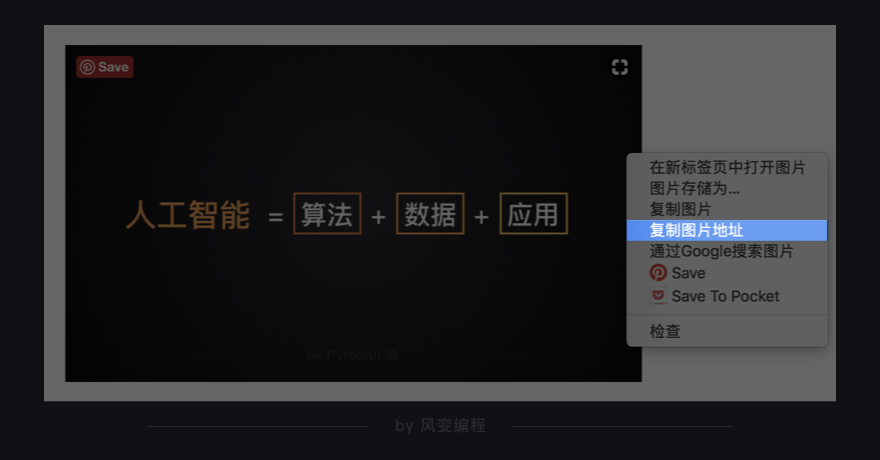 Save
人工智能 = 算法 + 数据 + 应用
by Python小课
在新标签页中打开图片
图片存储为...
复制图片
复制图片地址
通过Google搜索图片
Save
Save To Pocket
检查
by 风变编程